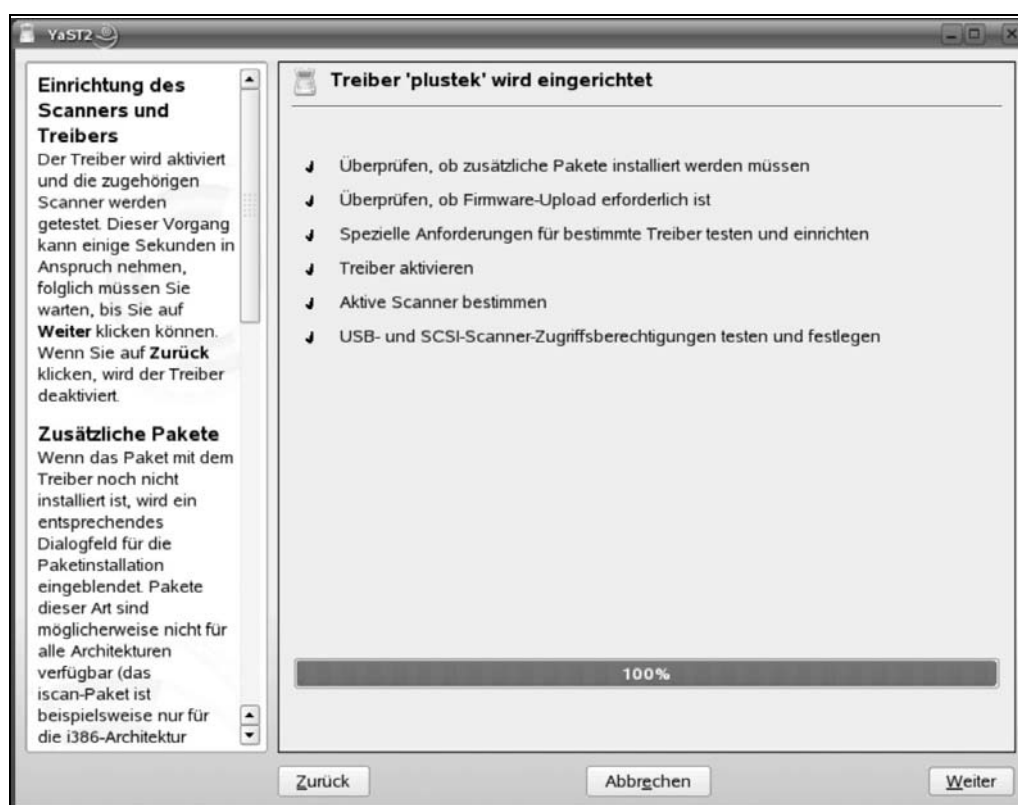 YaST2
Einrichtung des
Scanners und
Treibers
Der Treiber wird aktiviert
und die zugehörigen
Scanner werden
getestet. Dieser Vorgang
kann einige Sekunden in
Anspruch nehmen,
folglich müssen Sie
warten, bis Sie auf
Weiter klicken können.
Wenn Sie auf Zurück
klicken, wird der Treiber
deaktiviert.
Zusätzliche Pakete
Wenn das Paket mit dem
Treiber noch nicht
installiert ist, wird ein
entsprechendes
Dialogfeld für die
Paketinstallation
eingeblendet. Pakete
dieser Art sind
möglicherweise nicht für
alle Architekturen
verfügbar (das
iscan-Paket ist
beispielsweise nur für
die i386-Architektur
Treiber 'plustek' wird eingerichtet
Überprüfen, ob zusätzliche Pakete installiert werden müssen
Überprüfen, ob Firmware-Upload erforderlich ist
Spezielle Anforderungen für bestimmte Treiber testen und einrichten
Treiber aktivieren
Aktive Scanner bestimmen
USB- und SCSI-Scanner-Zugriffsberechtigungen testen und festlegen
100%
Zurück
Abbrechen
Weiter